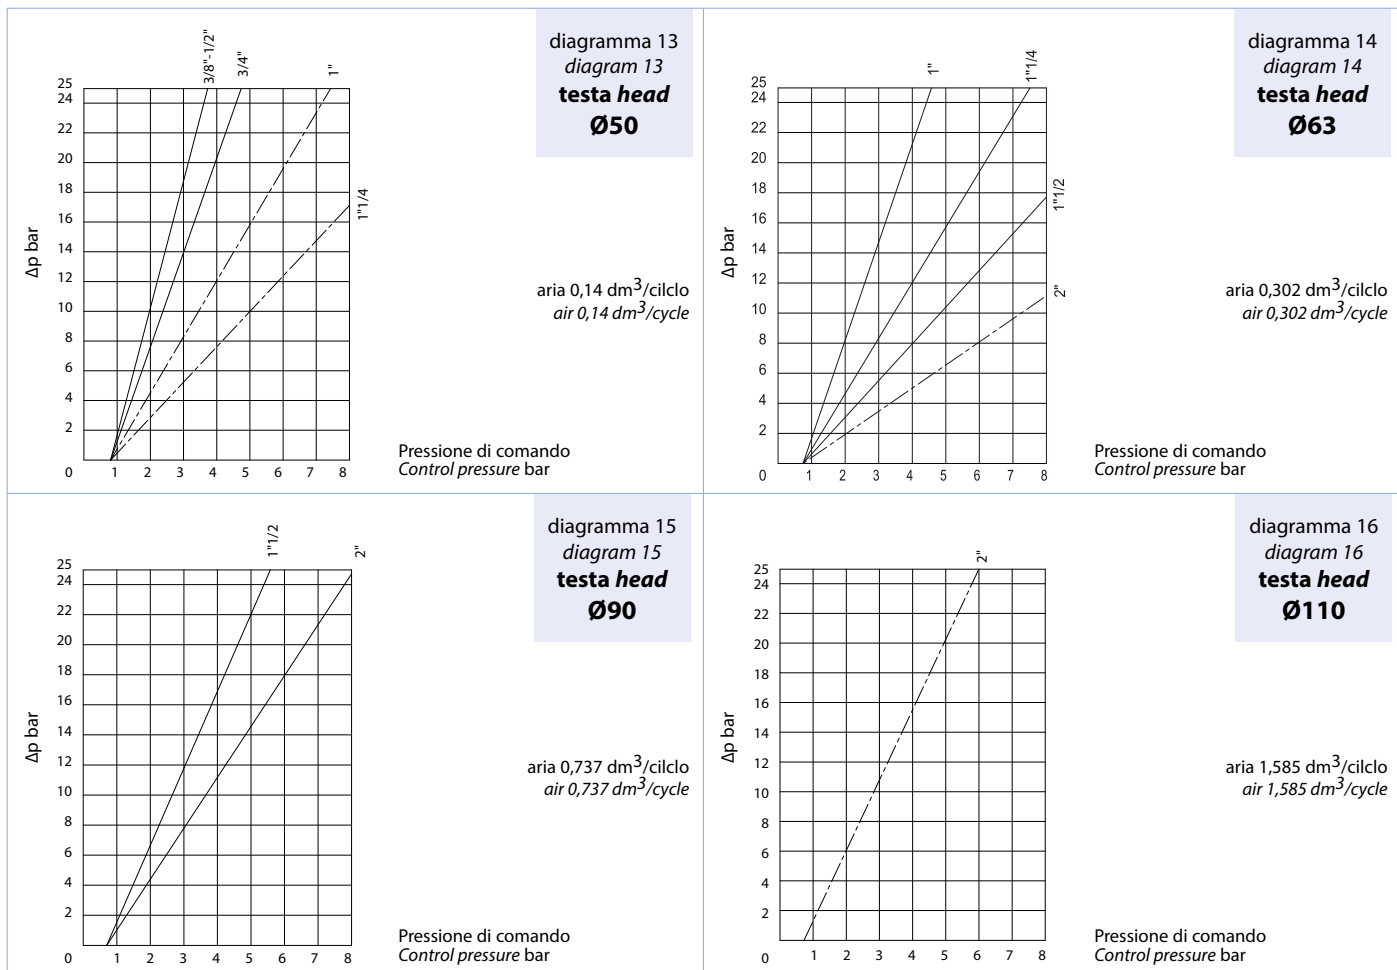 diagramma 13
diagram 13
testa head
Ø50
3/8"-1/2"
3/4"
1"
1"1/4
25
24
22
20
18
16
14
12
10
8
6
4
2
0 1 2 3 4 5 6 7 8
Δp bar
aria 0,14 dm3/cilclo
air 0,14 dm3/cycle
Pressione di comando
Control pressure bar
diagramma 14
diagram 14
testa head
Ø63
1"
1"1/4
1"1/2
2"
25
24
22
20
18
16
14
12
10
8
6
4
2
0 1 2 3 4 5 6 7 8
Δp bar
aria 0,302 dm3/cilclo
air 0,302 dm3/cycle
Pressione di comando
Control pressure bar
diagramma 15
diagram 15
testa head
Ø90
1"1/2
2"
25
24
22
20
18
16
14
12
10
8
6
4
2
0 1 2 3 4 5 6 7 8
Δp bar
aria 0,737 dm3/cilclo
air 0,737 dm3/cycle
Pressione di comando
Control pressure bar
diagramma 16
diagram 16
testa head
Ø110
2"
25
24
22
20
18
16
14
12
10
8
6
4
2
0 1 2 3 4 5 6 7 8
Δp bar
aria 1,585 dm3/cilclo
air 1,585 dm3/cycle
Pressione di comando
Control pressure bar